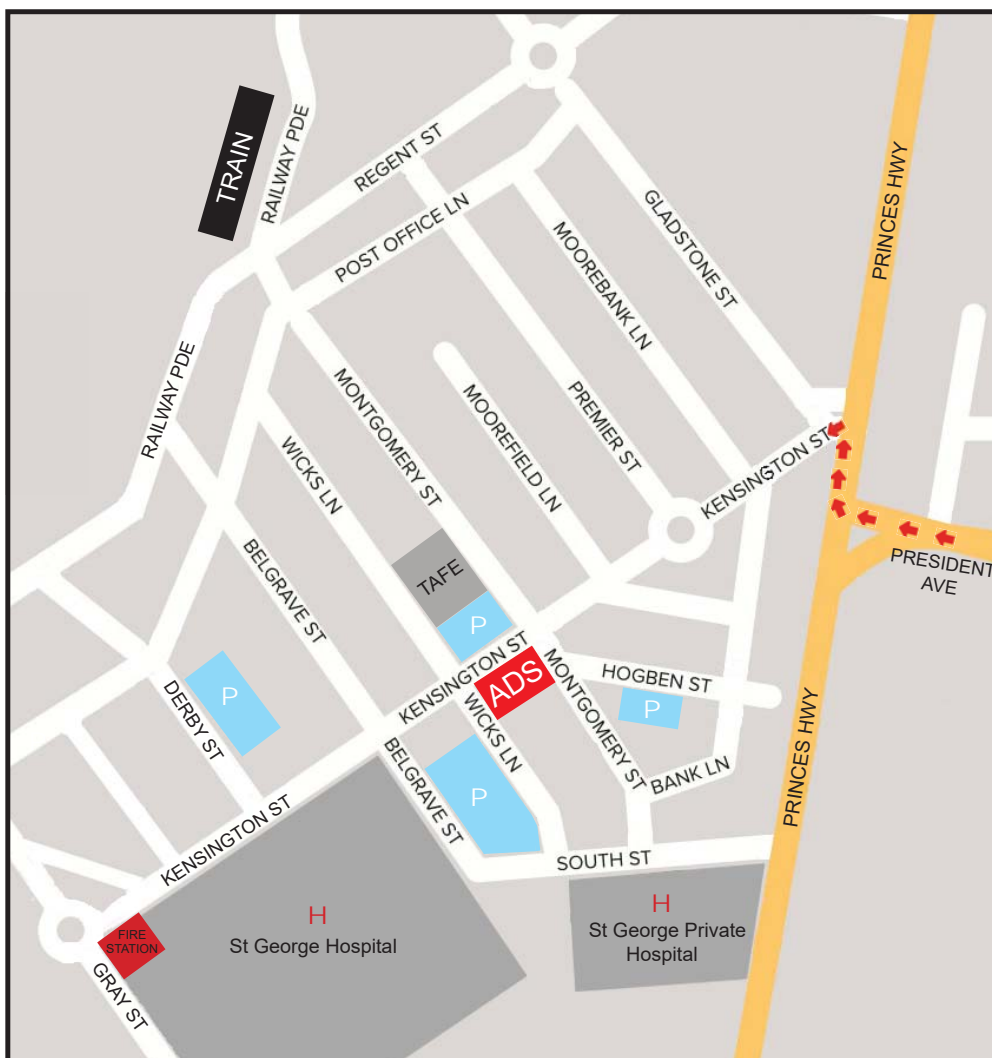 TRAIN
RAILWAY PDE
REGENT ST
PRINCES HWY
POST OFFICE LN
GLADSTONE ST
MOOREBANK LN
RAILWAY PDE
MONTGOMERY ST
MOOREFIELD LN
PREMIER ST
KENSINGTON ST
WICKS LN
PRESIDENT
AVE
BELGRAVE ST
TAFE
P
KENSINGTON ST
ADS
MONTGOMERY ST
HOGBEN ST
P
P
DERBY ST
WICKS LN
BANK LN
PRINCES HWY
P
BELGRAVE ST
KENSINGTON ST
SOUTH ST
H
St George Hospital
H
St George Private
Hospital
FIRE
STATION
GRAY ST